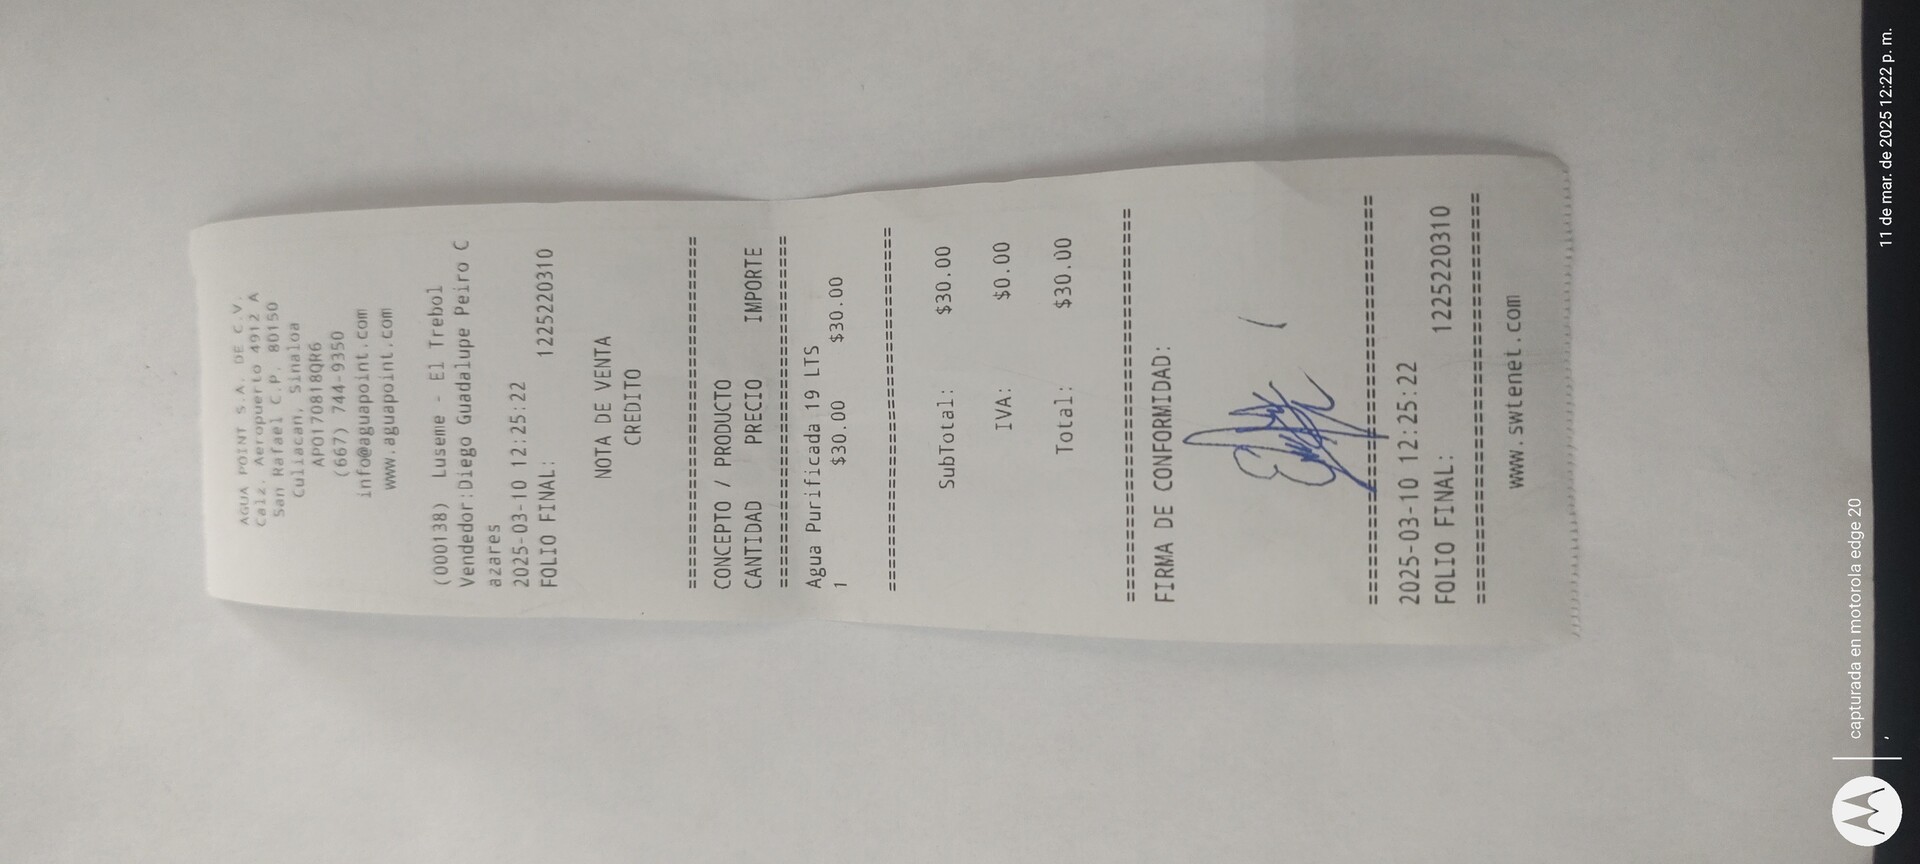 AGUA POINT S.A. DE C.V.
Calz. Aeropuerto 4912 A
San Rafael C.P. 80150
Culiacan, Sinaloa
APO170818QR6
(667) 744-9350
info@aguapoint.com
www.aguapoint.com
(000138) Luseme - El Trebol
Vendedor:Diego Guadalupe Peiro C
azares
2025-03-10 12:25:22
FOLIO FINAL: 1225220310
NOTA DE VENTA
CREDITO
================================
CONCEPTO / PRODUCTO
CANTIDAD PRECIO IMPORTE
================================
Agua Purificada 19 LTS
1 $30.00 $30.00
================================
SubTotal: $30.00
IVA: $0.00
Total: $30.00
================================
FIRMA DE CONFORMIDAD:
================================
2025-03-10 12:25:22
FOLIO FINAL: 1225220310
================================
www.swtenet.com
capturada en motorola edge 20
11 de mar. de 2025 12:22 p. m.